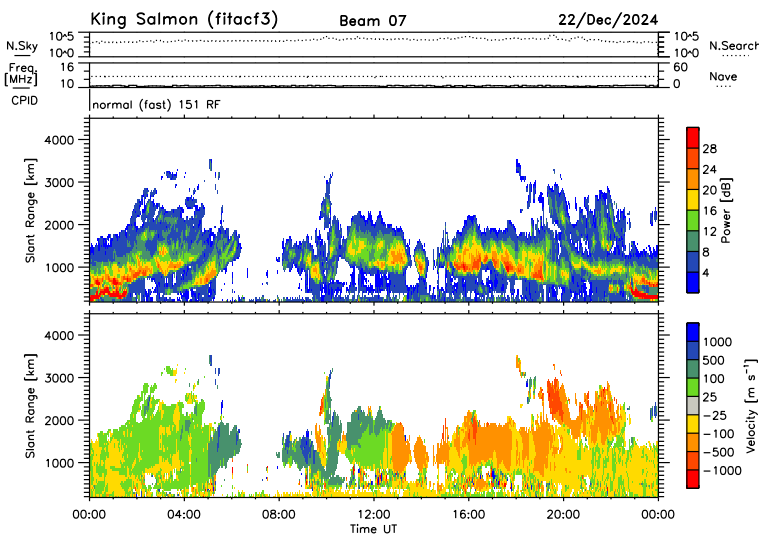 King Salmon (fitacf3) Beam 07 22/Dec/2024
N.Sky 10^5 10^0 10^5 10^0 N.Search
Freq [MHz] 16 10 60 0 Nave
CPID normal (fast) 151 RF
Slant Range [km] 4000 3000 2000 1000
Power [dB] 28 24 20 16 12 8 4
Slant Range [km] 4000 3000 2000 1000
Velocity [m s⁻¹] 1000 500 100 25 −25 −100 −500 −1000
00:00 04:00 08:00 12:00 16:00 20:00 00:00
Time UT